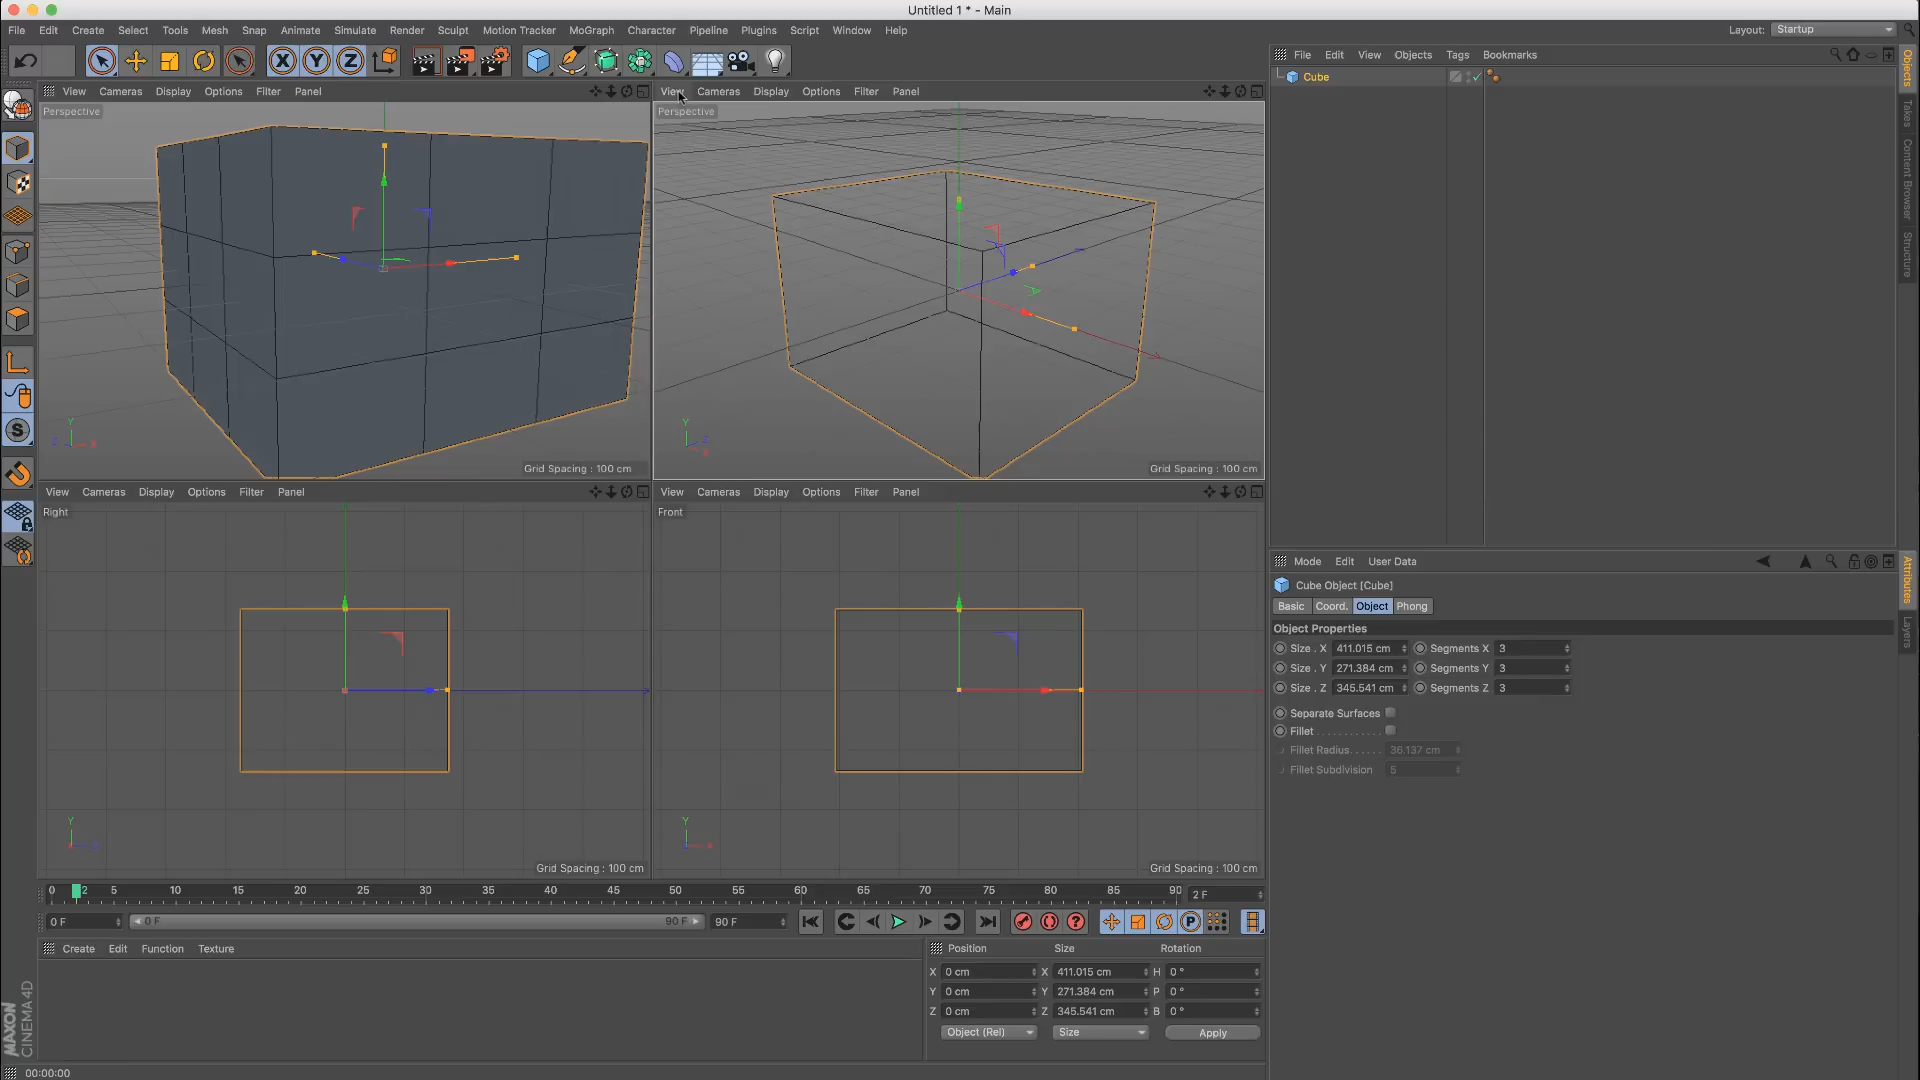 Untitled 1 * - Main
File Edit Create Select Tools Mesh Snap Animate Simulate Render Sculpt Motion Tracker MoGraph Character Pipeline Plugins Script Window Help
Layout: Startup
X Y Z
File Edit View Objects Tags Bookmarks
Cube
View Cameras Display Options Filter Panel
Perspective
Y
Z X
Grid Spacing : 100 cm
View Cameras Display Options Filter Panel
Perspective
Y
Z
X
Grid Spacing : 100 cm
View Cameras Display Options Filter Panel
Right
Y
Z
Grid Spacing : 100 cm
View Cameras Display Options Filter Panel
Front
Y
X
Grid Spacing : 100 cm
S
Objects
Takes
Content Browser
Structure
Mode Edit User Data
Cube Object [Cube]
Basic Coord. Object Phong
Object Properties
Size . X 411.015 cm Segments X 3
Size . Y 271.384 cm Segments Y 3
Size . Z 345.541 cm Segments Z 3
Separate Surfaces
Fillet . . . . . . . . . . . .
Fillet Radius. . . . . . 36.137 cm
Fillet Subdivision 5
Attributes
Layers
0 2 5 10 15 20 25 30 35 40 45 50 55 60 65 70 75 80 85 90
2 F
0 F 0 F 90 F 90 F
? P
Create Edit Function Texture
Position Size Rotation
X 0 cm X 411.015 cm H 0 °
Y 0 cm Y 271.384 cm P 0 °
Z 0 cm Z 345.541 cm B 0 °
Object (Rel) Size Apply
MAXON
CINEMA 4D
00:00:00